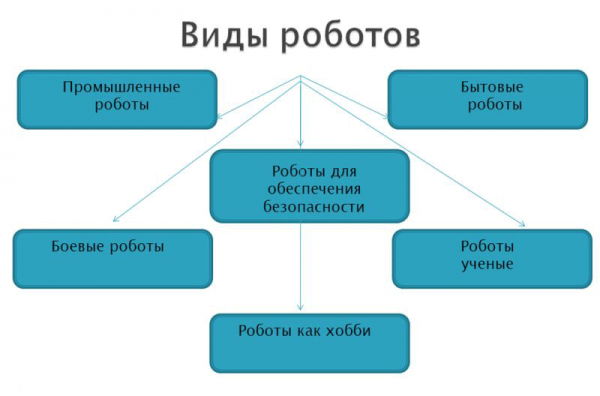 Виды роботов
Промышленные
роботы
Бытовые
роботы
Роботы для
обеспечения
безопасности
Боевые роботы
Роботы
ученые
Роботы как хобби